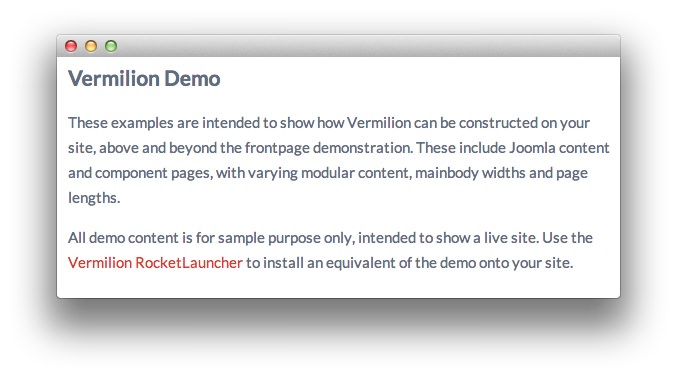 Vermilion Demo
These examples are intended to show how Vermilion can be constructed on your
site, above and beyond the frontpage demonstration. These include Joomla content
and component pages, with varying modular content, mainbody widths and page
lengths.
All demo content is for sample purpose only, intended to show a live site. Use the
Vermilion RocketLauncher to install an equivalent of the demo onto your site.